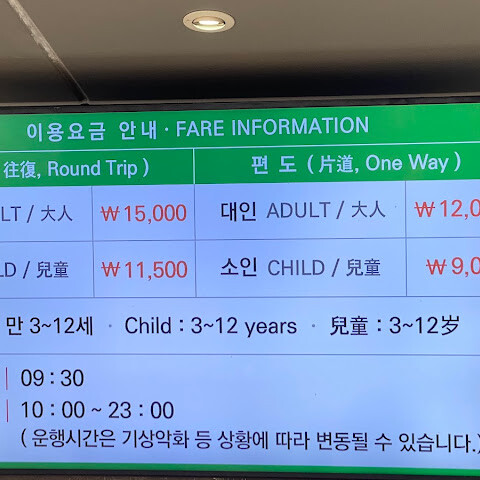 이용요금 안내 · FARE INFORMATION
往復, Round Trip ) 편 도 ( 片道, One Way )
LT / 大人 ₩15,000 대인 ADULT / 大人 ₩12,0
LD / 兒童 ₩11,500 소인 CHILD / 兒童 ₩9,0
만 3~12세 · Child : 3~12 years · 兒童 : 3~12岁
09 : 30
10 : 00 ~ 23 : 00
( 운행시간은 기상악화 등 상황에 따라 변동될 수 있습니다.)